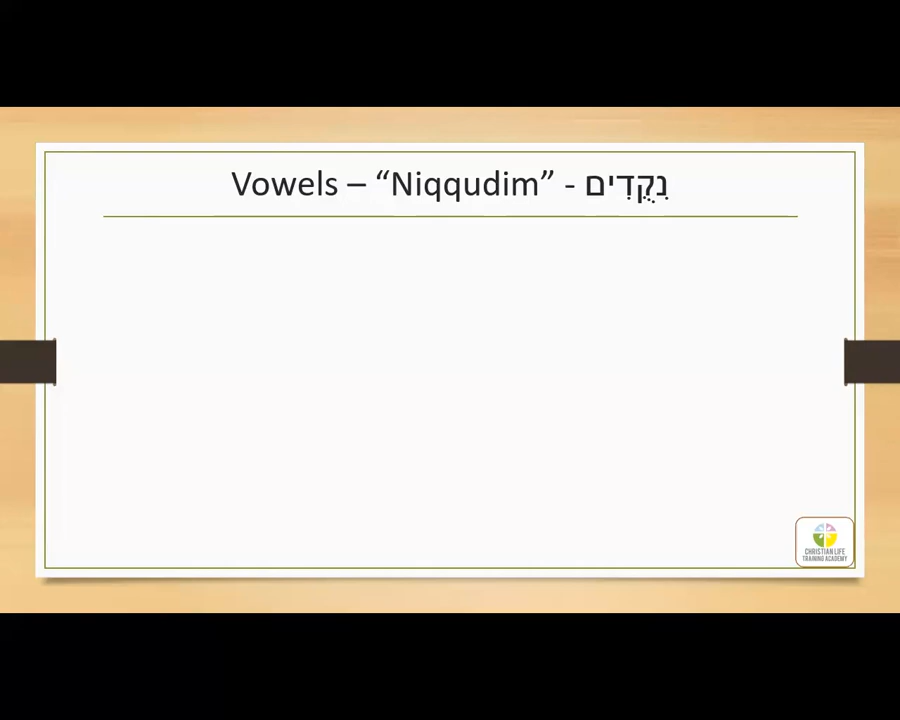 Vowels – “Niqqudim” - נִקֻדִים
CHRISTIAN LIFE
TRAINING ACADEMY